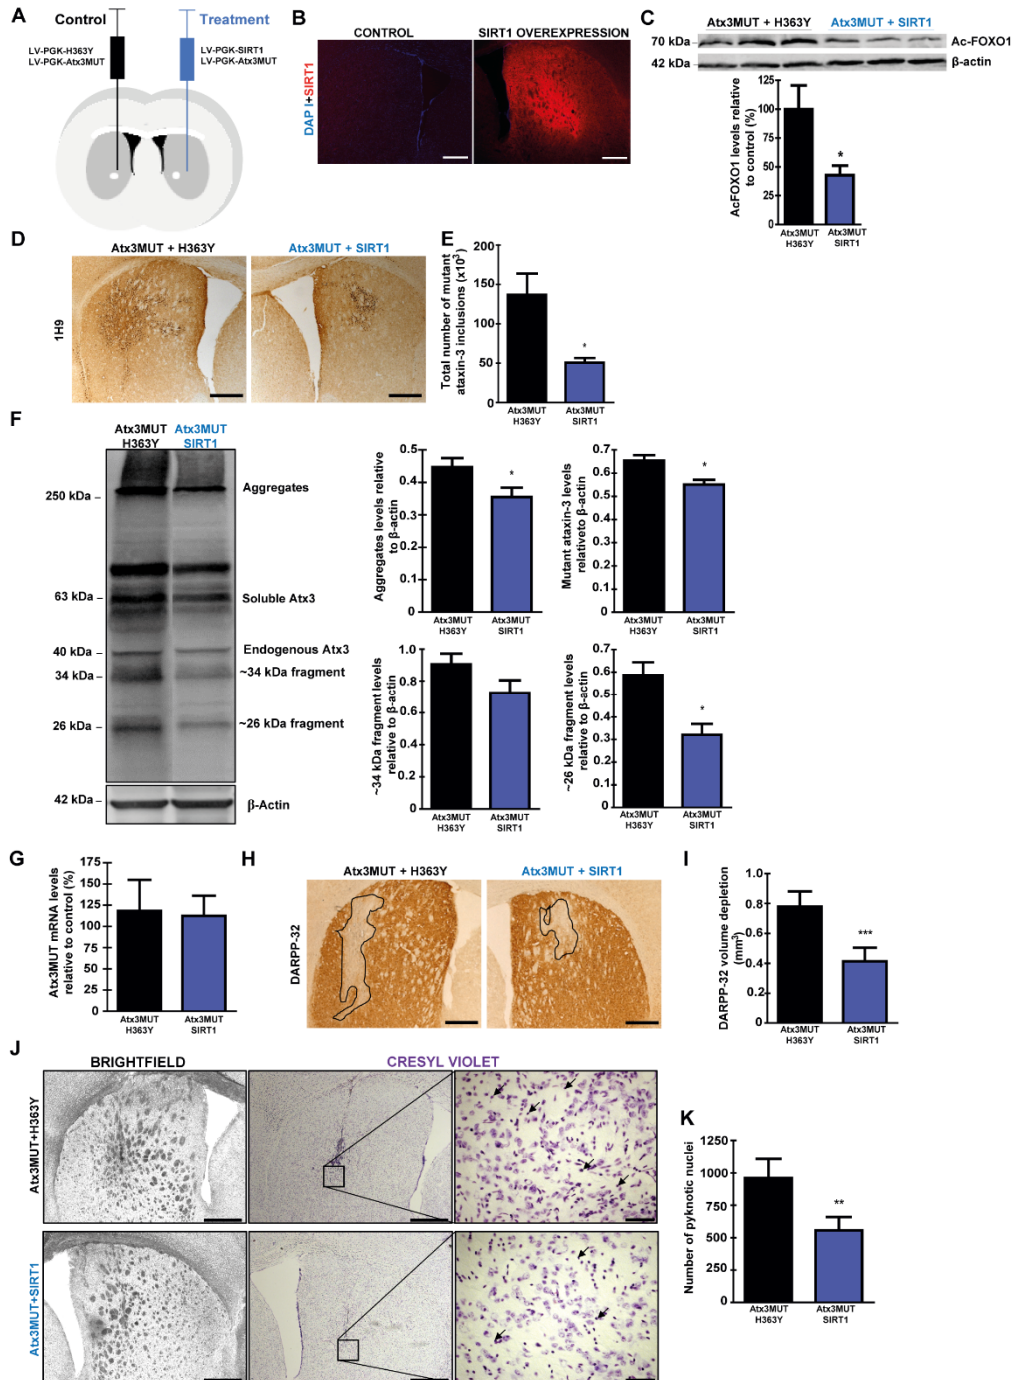 A
Control
Treatment
LV-PGK-H363Y
LV-PGK-Atx3MUT
LV-PGK-SIRT1
LV-PGK-Atx3MUT
B
CONTROL
SIRT1 OVEREXPRESSION
DAP I+SIRT1
C
Atx3MUT + H363Y
Atx3MUT + SIRT1
70 kDa
Ac-FOXO1
42 kDa
β-actin
AcFOXO1 levels relative
to control (%)
125
100
75
50
25
0
*
Atx3MUT
H363Y
Atx3MUT
SIRT1
D
Atx3MUT + H363Y
Atx3MUT + SIRT1
1H9
E
Total number of mutant
ataxin-3 inclusions (x10³)
200
150
100
50
0
*
Atx3MUT
H363Y
Atx3MUT
SIRT1
F
Atx3MUT
H363Y
Atx3MUT
SIRT1
250 kDa
Aggregates
63 kDa
Soluble Atx3
40 kDa
Endogenous Atx3
34 kDa
~34 kDa fragment
26 kDa
~26 kDa fragment
42 kDa
β-Actin
Aggregates levels relative
to β-actin
0.5
0.4
0.3
0.2
0.1
0
*
Atx3MUT
H363Y
Atx3MUT
SIRT1
Mutant ataxin-3 levels
relativeto β-actin
0.7
0.6
0.5
0.4
0.3
0.2
0.1
0
*
Atx3MUT
H363Y
Atx3MUT
SIRT1
~34 kDa fragment levels
relative to β-actin
1.0
0.8
0.6
0.4
0.2
0
Atx3MUT
H363Y
Atx3MUT
SIRT1
~26 kDa fragment levels
relative to β-actin
0.7
0.6
0.5
0.4
0.3
0.2
0.1
0
*
Atx3MUT
H363Y
Atx3MUT
SIRT1
G
Atx3MUT mRNA levels
relative to control (%)
175
150
125
100
75
50
25
0
Atx3MUT
H363Y
Atx3MUT
SIRT1
H
Atx3MUT + H363Y
Atx3MUT + SIRT1
DARPP-32
I
DARPP-32 volume depletion
(mm³)
1.0
0.8
0.6
0.4
0.2
0
***
Atx3MUT
H363Y
Atx3MUT
SIRT1
J
BRIGHTFIELD
CRESYL VIOLET
Atx3MUT+H363Y
Atx3MUT+SIRT1
K
Number of pyknotic nuclei
1250
1000
750
500
250
0
**
Atx3MUT
H363Y
Atx3MUT
SIRT1